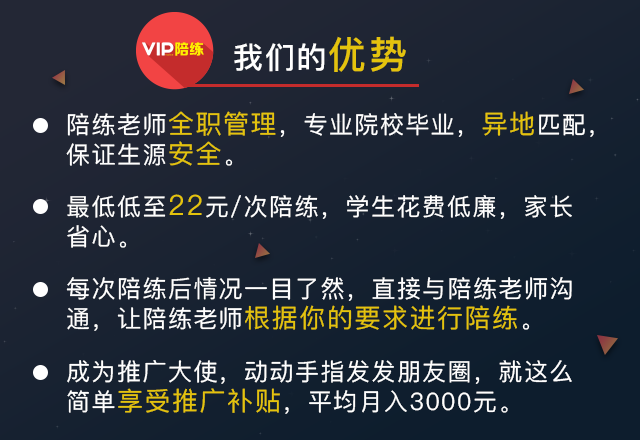 VIP陪练
我们的优势
陪练老师全职管理，专业院校毕业，异地匹配，
保证生源安全。
最低低至22元/次陪练，学生花费低廉，家长
省心。
每次陪练后情况一目了然，直接与陪练老师沟
通，让陪练老师根据你的要求进行陪练。
成为推广大使，动动手指发发朋友圈，就这么
简单享受推广补贴，平均月入3000元。